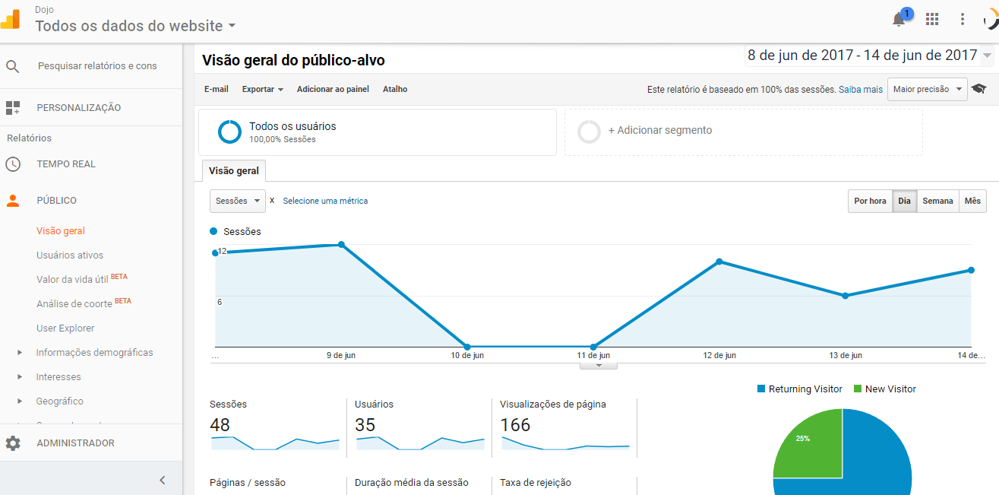 Dojo
Todos os dados do website
1
Pesquisar relatórios e cons
PERSONALIZAÇÃO
Relatórios
TEMPO REAL
PÚBLICO
Visão geral
Usuários ativos
Valor da vida útil BETA
Análise de coorte BETA
User Explorer
Informações demográficas
Interesses
Geográfico
ADMINISTRADOR
Visão geral do público-alvo
8 de jun de 2017 - 14 de jun de 2017
E-mail Exportar Adicionar ao painel Atalho
Este relatório é baseado em 100% das sessões. Saiba mais Maior precisão
Todos os usuários
100,00% Sessões
+ Adicionar segmento
Visão geral
Sessões x Selecione uma métrica
Por hora Dia Semana Mês
Sessões
12
6
... 9 de jun 10 de jun 11 de jun 12 de jun 13 de jun 14 de...
Returning Visitor New Visitor
Sessões Usuários Visualizações de página
48 35 166
25%
Páginas / sessão Duração média da sessão Taxa de rejeição